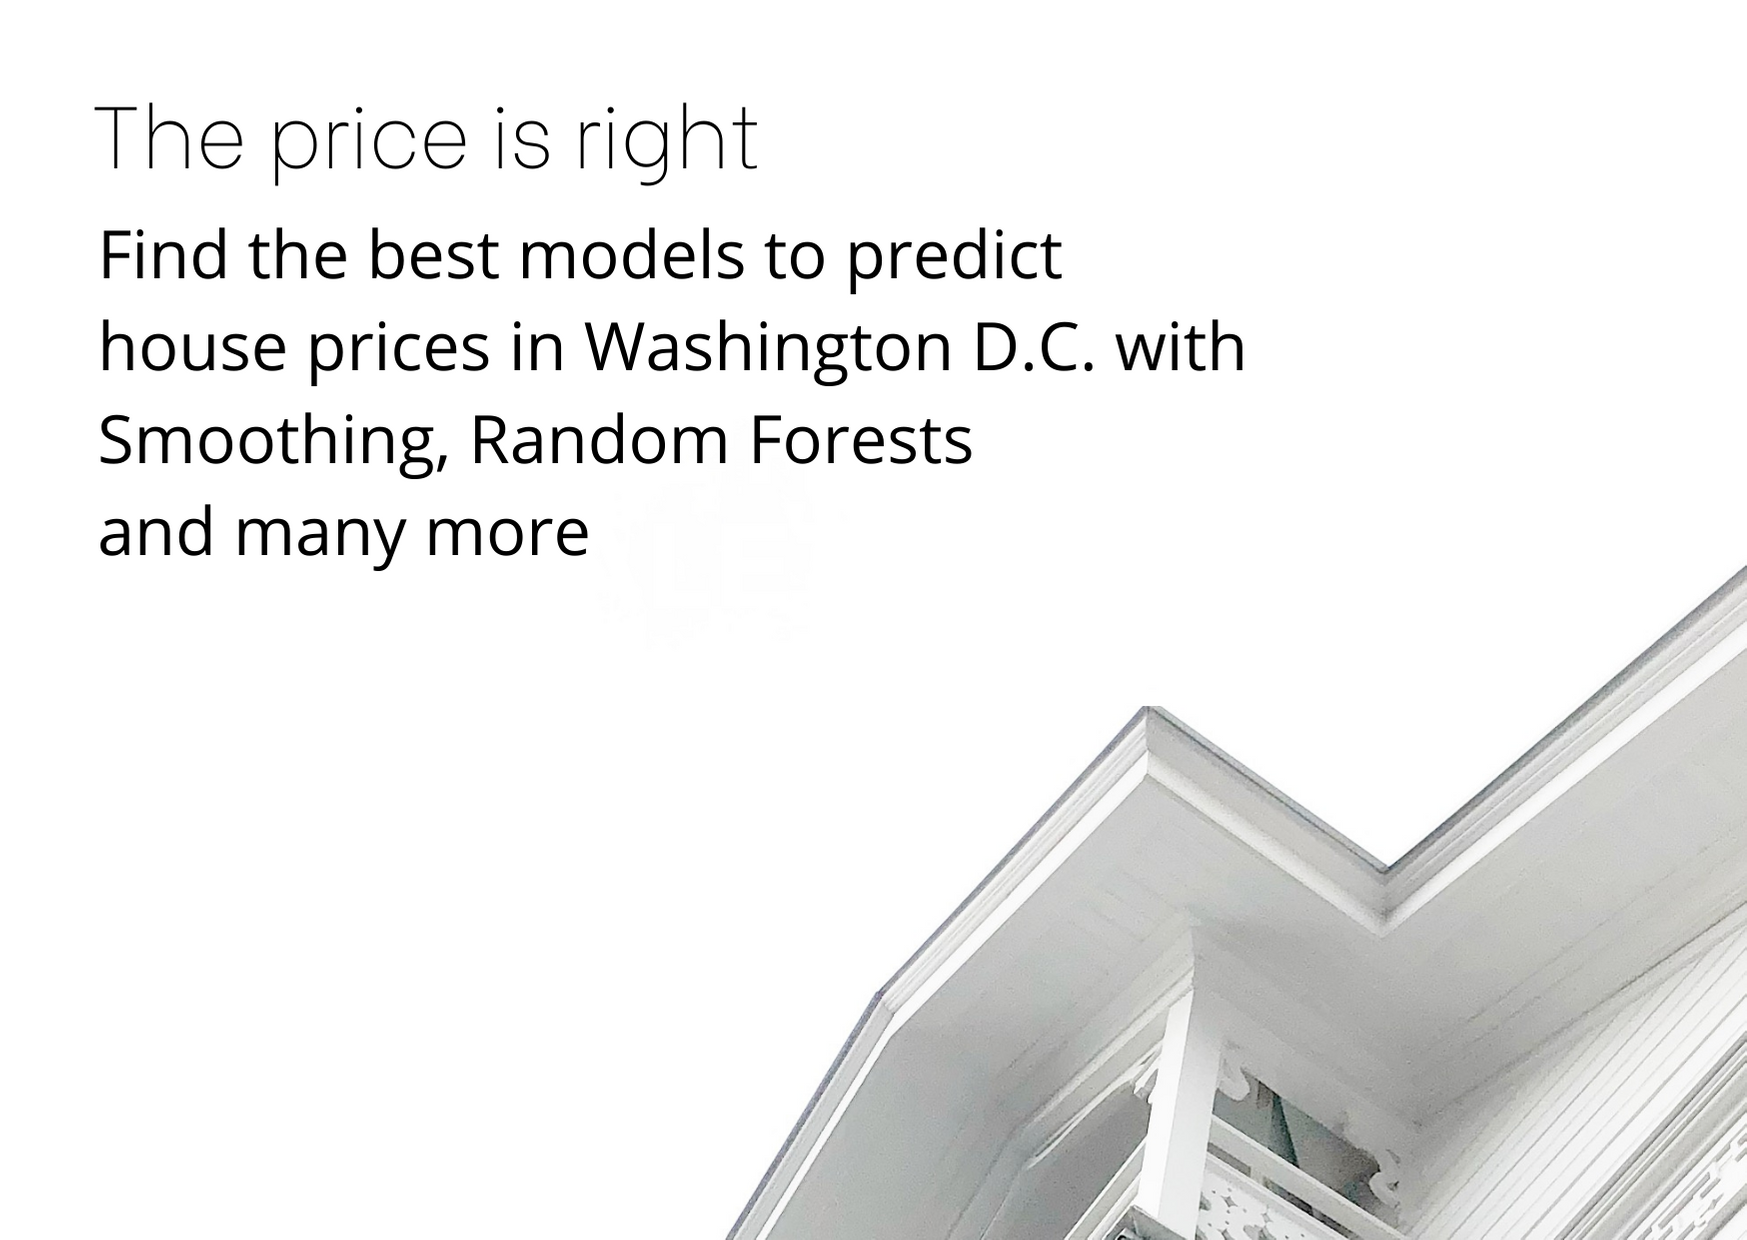 The price is right
Find the best models to predict
house prices in Washington D.C. with
Smoothing, Random Forests
and many more